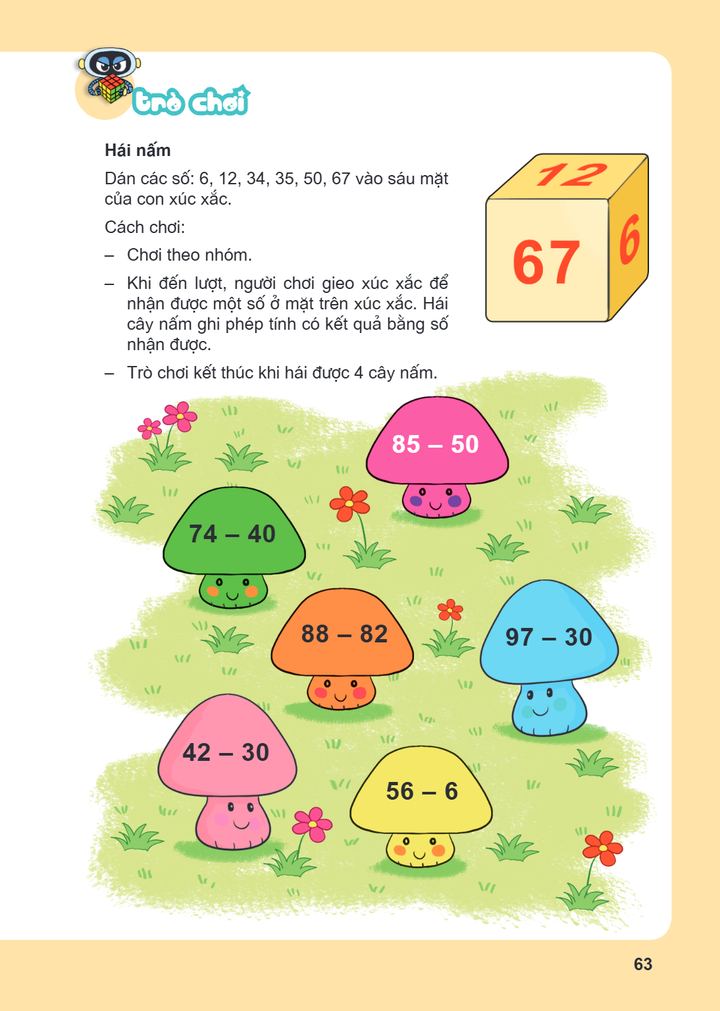 trò chơi
Hái nấm
Dán các số: 6, 12, 34, 35, 50, 67 vào sáu mặt
của con xúc xắc.
Cách chơi:
– Chơi theo nhóm.
– Khi đến lượt, người chơi gieo xúc xắc để
nhận được một số ở mặt trên xúc xắc. Hái
cây nấm ghi phép tính có kết quả bằng số
nhận được.
– Trò chơi kết thúc khi hái được 4 cây nấm.
12
67
6
85 – 50
74 – 40
88 – 82
97 – 30
42 – 30
56 – 6
63